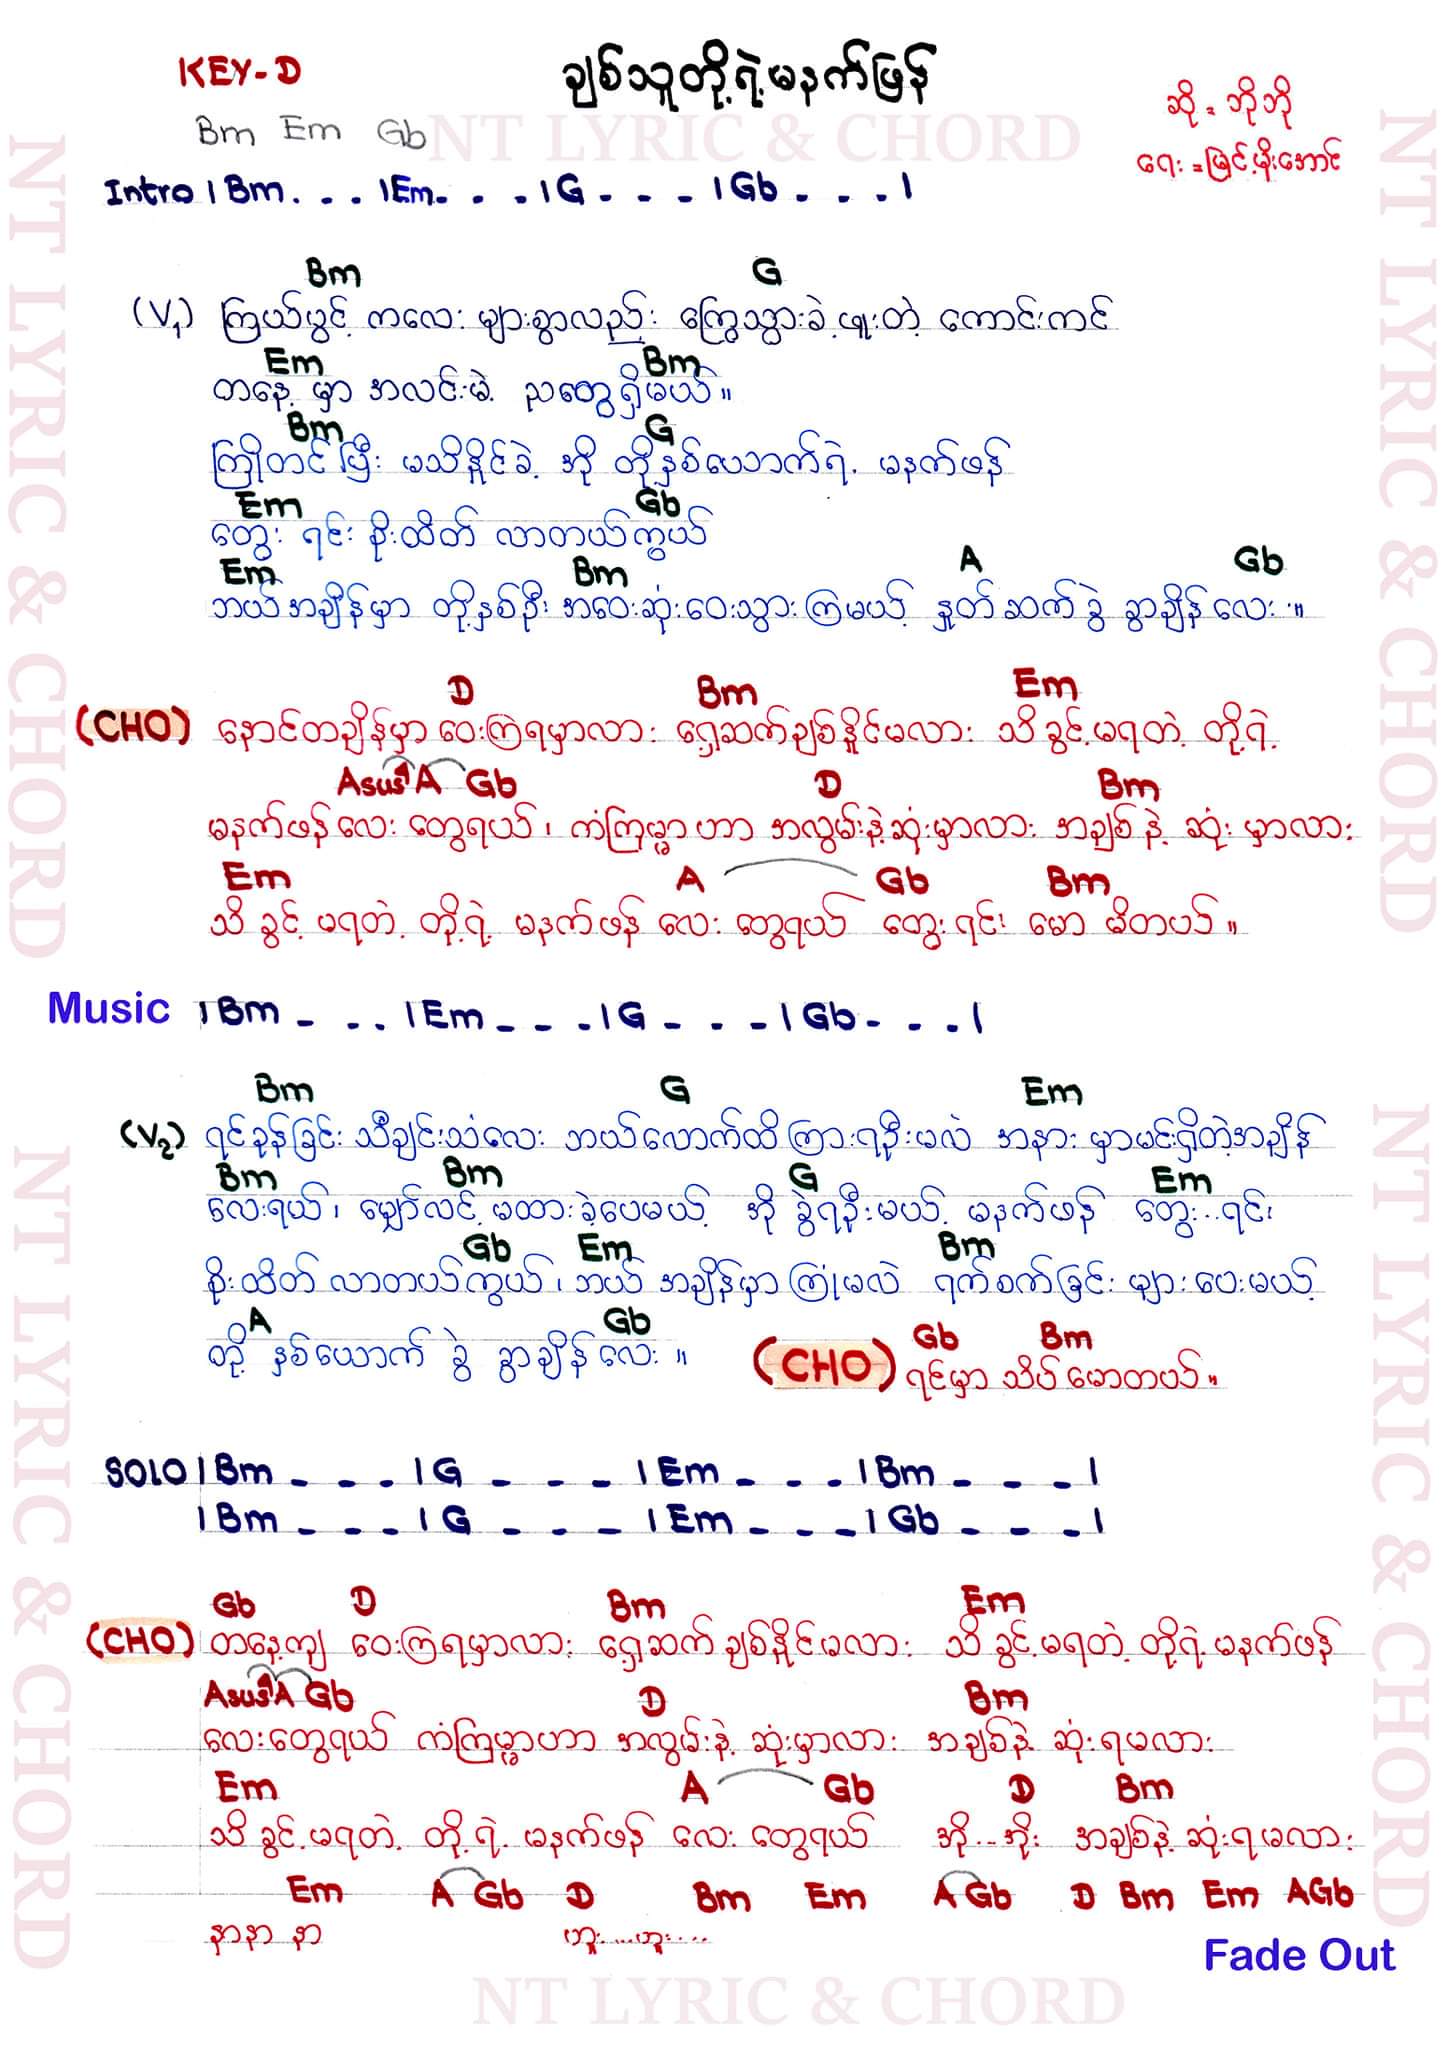 KEY-D
ချစ်သူတို့ရဲ့မနက်ဖြန်
ဆို = ဘိုဘို
ရေး = မြင့်မိုးအောင်
Bm Em Gb
NT LYRIC & CHORD
Intro | Bm . - - . | Em - . - . | G - - - | Gb - - - |
Bm G
(V1) ကြယ်ပွင့် ကလေး များစွာလည်း ကြွေသွားခဲ့ဖူးတဲ့ ကောင်းကင်
Em Bm
တနေ့ မှာ အလင်းမဲ့ ညတွေရှိမယ်။
Bm G
ကြိုတင် ပြီး မသိနိုင်ခဲ့ အို တို့နှစ်ယောက်ရဲ့ မနက်ဖန်
Em Gb
တွေး ရင်း စိုးထိတ် လာတယ်ကွယ်
Em Bm A Gb
ဘယ်အချိန်မှာ တို့နှစ်ဦး အဝေးဆုံးဝေးသွားကြမယ့် နှုတ်ဆက်ခွဲ ခွာချိန်လေး ။
D Bm Em
(CHO) နောင်တချိန်မှာ ဝေးကြရမှာလား ရှေ့ဆက်ချစ်နိုင်မလား သိခွင့်မရတဲ့ တို့ရဲ့
Asus4 A Gb D Bm
မနက်ဖန်လေး တွေရယ်၊ ကံကြမ္မာဟာ အလွမ်းနဲ့ဆုံးမှာလား အချစ်နဲ့ ဆုံး မှာလား
Em A Gb Bm
သိခွင့် မရတဲ့ တို့ရဲ့ မနက်ဖန် လေး တွေရယ် တွေးရင်း မော မိတယ်။
Music | Bm - - . . | Em - - - . | G - - - | Gb - - - |
Bm G Em
(V2) ရင်ခုန်ခြင်း သီချင်းသံလေး ဘယ်လောက်ထိကြားရဦးမလဲ အနား မှာမင်းရှိတဲ့အချိန်
Bm Bm G Em
လေးရယ်၊ မျှော်လင့်မထားခဲ့ပေမယ့် အို ခွဲရဦးမယ့် မနက်ဖန် တွေး..ရင်း
Gb Em Bm
စိုးထိတ် လာတယ်ကွယ်၊ ဘယ် အချိန်မှာ ကြုံမလဲ ရက်စက်ခြင်း များပေးမယ့်
A Gb
တို့ နှစ်ယောက် ခွဲ ခွာချိန်လေး ။
Gb Bm
(CHO) ရင်မှာ သိပ်မောတယ်။
SOLO | Bm - - - | G - - - | Em - - - | Bm - - - |
| Bm - - - | G - - - | Em - - - | Gb - - - |
Gb D Bm Em
(CHO) တနေ့ကျ ဝေးကြရမှာလား ရှေ့ဆက် ချစ်နိုင်မလား သိခွင့်မရတဲ့ တို့ရဲ့ မနက်ဖန်
Asus4 A Gb D Bm
လေးတွေရယ် ကံကြမ္မာဟာ အလွမ်းနဲ့ ဆုံးမှာလား အချစ်နဲ့ ဆုံးရမလား
Em A Gb D Bm
သိခွင့်မရတဲ့ တို့ရဲ့ မနက်ဖန် လေး တွေရယ် အို..အိုး အချစ်နဲ့ ဆုံးရမလား
Em A Gb D Bm Em A Gb D Bm Em A Gb
နာနာ နာ ဟူး...ဟူး...
Fade Out
NT LYRIC & CHORD
NT LYRIC & CHORD
NT LYRIC & CHORD
NT LYRIC & CHORD
NT LYRIC & CHORD